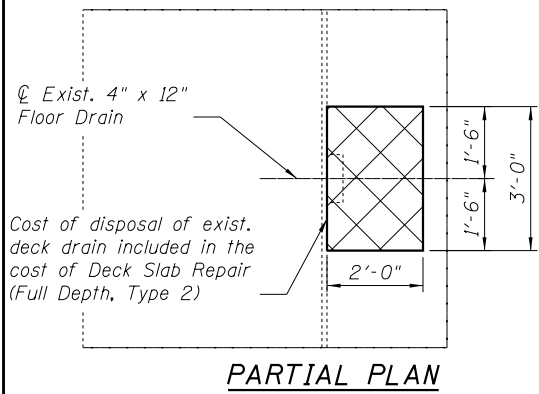 ℄ Exist. 4" x 12"
Floor Drain
1'-6"
3'-0"
1'-6"
Cost of disposal of exist.
deck drain included in the
cost of Deck Slab Repair
(Full Depth, Type 2)
2'-0"
PARTIAL PLAN